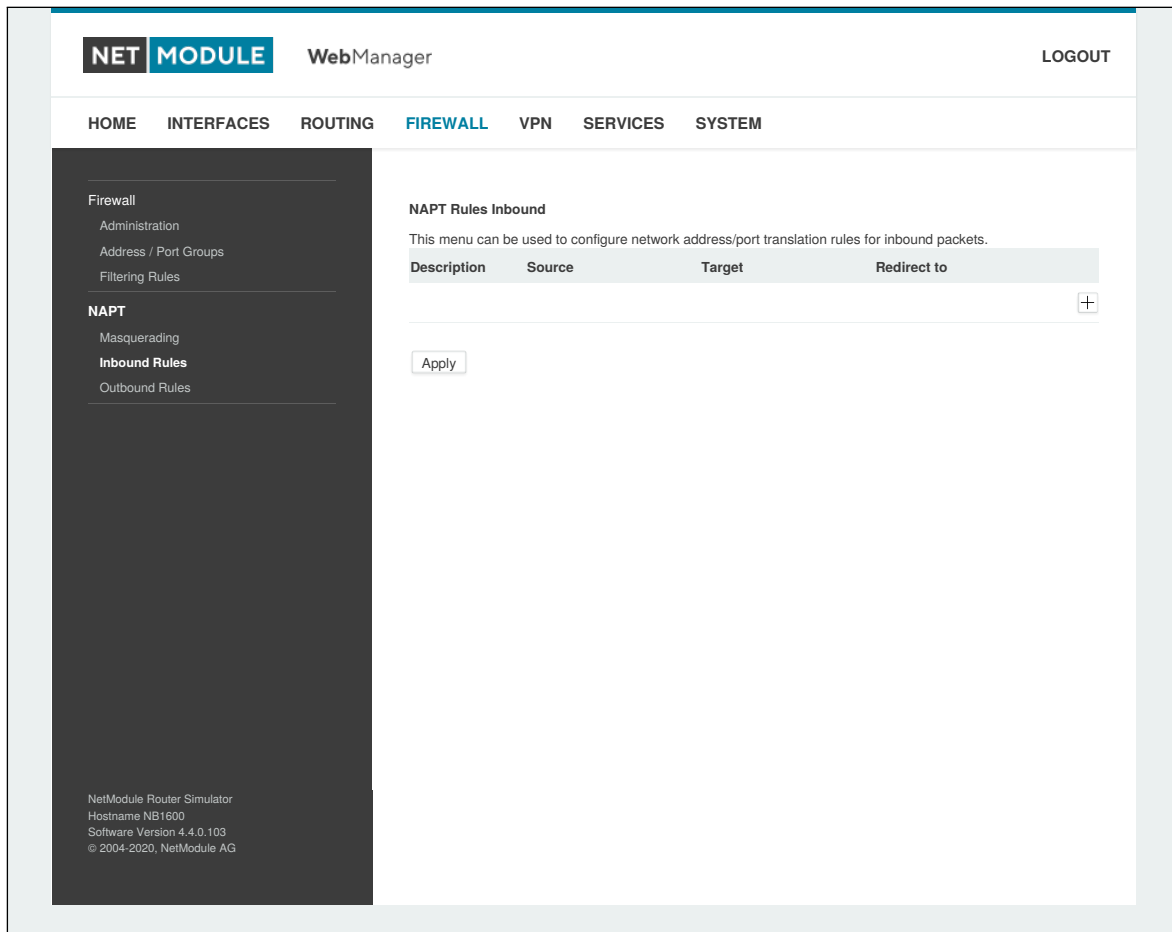 NET MODULE WebManager LOGOUT
HOME INTERFACES ROUTING FIREWALL VPN SERVICES SYSTEM
Firewall
Administration
Address / Port Groups
Filtering Rules
NAPT
Masquerading
Inbound Rules
Outbound Rules
NAPT Rules Inbound
This menu can be used to configure network address/port translation rules for inbound packets.
Description Source Target Redirect to
Apply
NetModule Router Simulator
Hostname NB1600
Software Version 4.4.0.103
© 2004-2020, NetModule AG